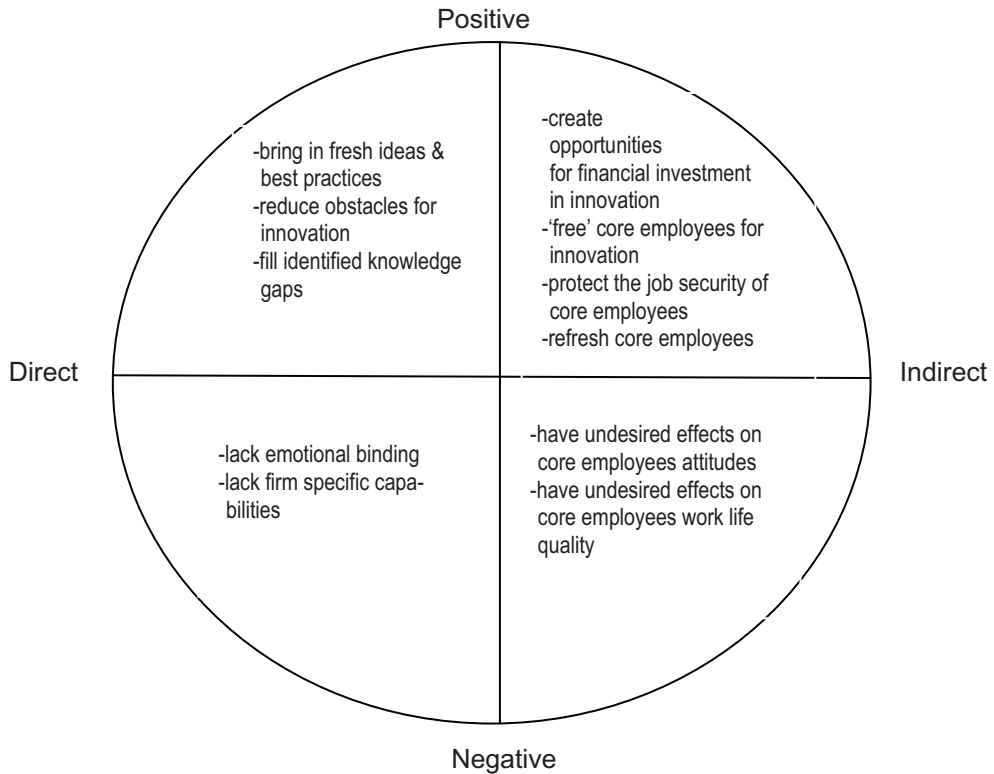 Positive
-bring in fresh ideas &
best practices
-reduce obstacles for
innovation
-fill identified knowledge
gaps
-create
opportunities
for financial investment
in innovation
-‘free’ core employees for
innovation
-protect the job security of
core employees
-refresh core employees
Direct
Indirect
-lack emotional binding
-lack firm specific capa-
bilities
-have undesired effects on
core employees attitudes
-have undesired effects on
core employees work life
quality
Negative